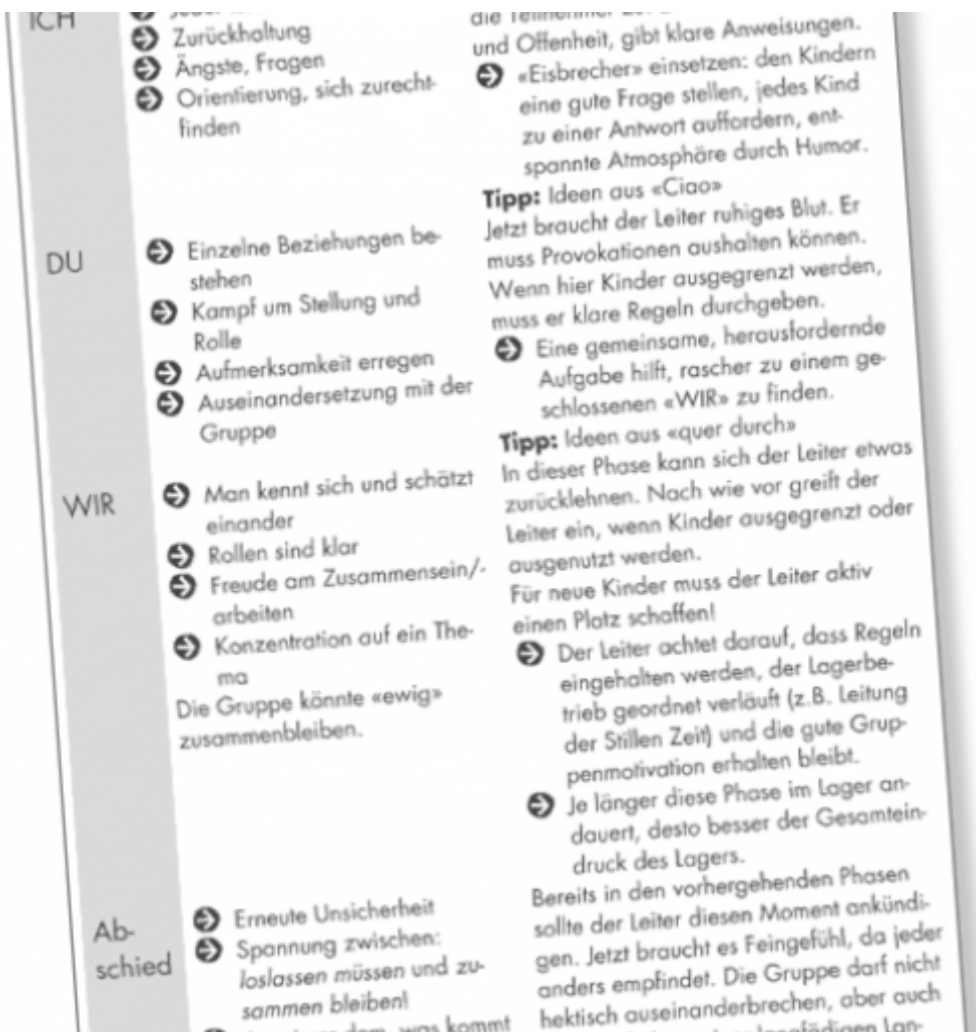 ICH
Zurückhaltung
Ängste, Fragen
Orientierung, sich zurecht-
finden
die Teilnehmer
und Offenheit, gibt klare Anweisungen.
«Eisbrecher» einsetzen: den Kindern
eine gute Frage stellen, jedes Kind
zu einer Antwort auffordern, ent-
spannte Atmosphäre durch Humor.
Tipp: Ideen aus «Ciao»
DU
Einzelne Beziehungen be-
stehen
Kampf um Stellung und
Rolle
Aufmerksamkeit erregen
Auseinandersetzung mit der
Gruppe
Jetzt braucht der Leiter ruhiges Blut. Er
muss Provokationen aushalten können.
Wenn hier Kinder ausgegrenzt werden,
muss er klare Regeln durchgeben.
Eine gemeinsame, herausfordernde
Aufgabe hilft, rascher zu einem ge-
schlossenen «WIR» zu finden.
Tipp: Ideen aus «quer durch»
WIR
Man kennt sich und schätzt
einander
Rollen sind klar
Freude am Zusammensein/-
arbeiten
Konzentration auf ein The-
ma
Die Gruppe könnte «ewig»
zusammenbleiben.
In dieser Phase kann sich der Leiter etwas
zurücklehnen. Nach wie vor greift der
Leiter ein, wenn Kinder ausgegrenzt oder
ausgenutzt werden.
Für neue Kinder muss der Leiter aktiv
einen Platz schaffen!
Der Leiter achtet darauf, dass Regeln
eingehalten werden, der Lagerbe-
trieb geordnet verläuft (z.B. Leitung
der Stillen Zeit) und die gute Grup-
penmotivation erhalten bleibt.
Je länger diese Phase im Lager an-
dauert, desto besser der Gesamtein-
druck des Lagers.
Ab-
schied
Erneute Unsicherheit
Spannung zwischen:
loslassen müssen und zu-
sammen bleiben!
was kommt
Bereits in den vorhergehenden Phasen
sollte der Leiter diesen Moment ankündi-
gen. Jetzt braucht es Feingefühl, da jeder
anders empfindet. Die Gruppe darf nicht
hektisch auseinanderbrechen, aber auch